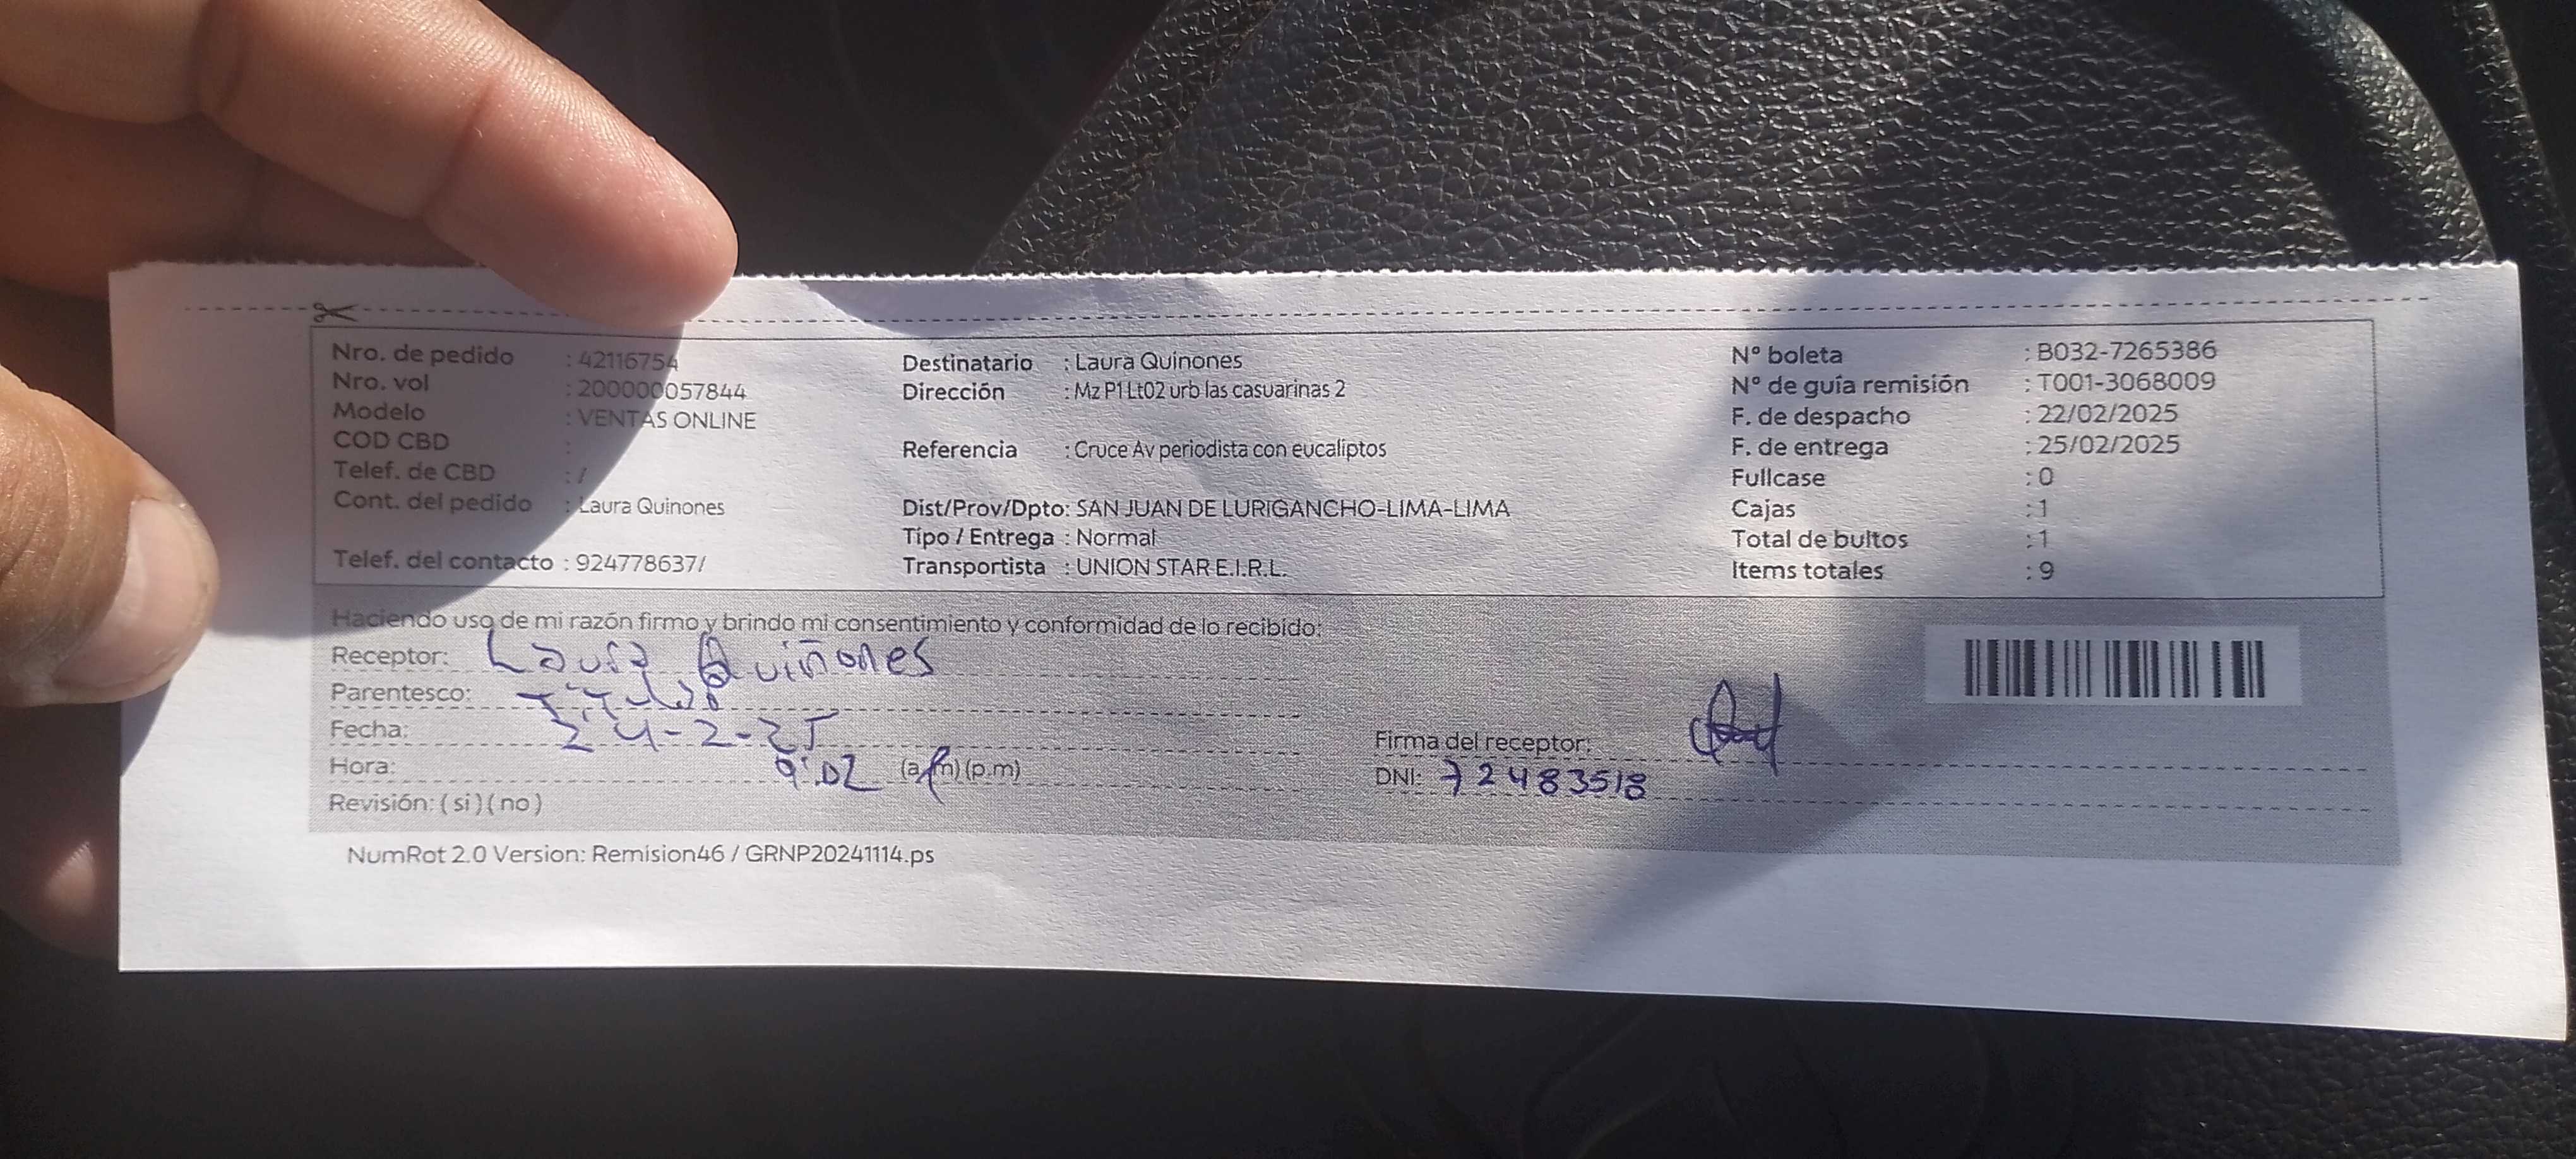 Nro. de pedido : 42116754
Nro. vol : 200000057844
Modelo : VENTAS ONLINE
COD CBD :
Telef. de CBD : /
Cont. del pedido : Laura Quinones
Telef. del contacto : 924778637/
Destinatario : Laura Quinones
Dirección : Mz P1 Lt02 urb las casuarinas 2
Referencia : Cruce Av periodista con eucaliptos
Dist/Prov/Dpto: SAN JUAN DE LURIGANCHO-LIMA-LIMA
Tipo / Entrega : Normal
Transportista : UNION STAR E.I.R.L.
N° boleta : B032-7265386
N° de guía remisión : T001-3068009
F. de despacho : 22/02/2025
F. de entrega : 25/02/2025
Fullcase : 0
Cajas : 1
Total de bultos : 1
Items totales : 9
Haciendo uso de mi razón firmo y brindo mi consentimiento y conformidad de lo recibido:
Receptor: Laura Quiñones
Parentesco: Titular
Fecha: 24-2-25
Hora: 9:02 (a.m) (p.m)
Revisión: ( si ) ( no )
Firma del receptor:
DNI: 72483518
NumRot 2.0 Version: Remision46 / GRNP20241114.ps